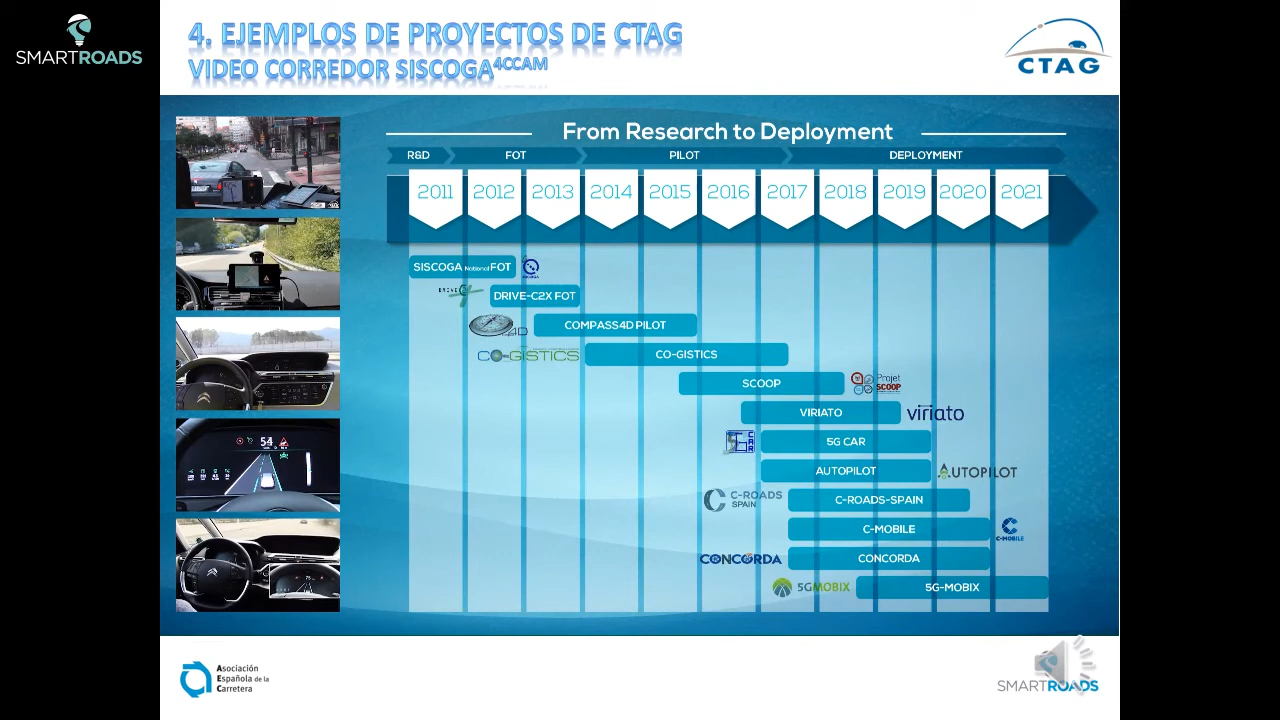 SMARTROADS
4. EJEMPLOS DE PROYECTOS DE CTAG
VIDEO CORREDOR SISCOGA4CCAM
CTAG
From Research to Deployment
R&D
FOT
PILOT
DEPLOYMENT
2011
2012
2013
2014
2015
2016
2017
2018
2019
2020
2021
SISCOGA National FOT
DRIVE-C2X FOT
COMPASS4D PILOT
CO-GISTICS
CO-GISTICS
SCOOP
Projet
SCOOP
VIRIATO
viriato
5G CAR
AUTOPILOT
AUTOPILOT
C-ROADS
SPAIN
C-ROADS-SPAIN
C-MOBILE
C-MOBILE
CONCORDA
CONCORDA
5GMOBIX
5G-MOBIX
54
Asociación
Española de la
Carretera
SMARTROADS